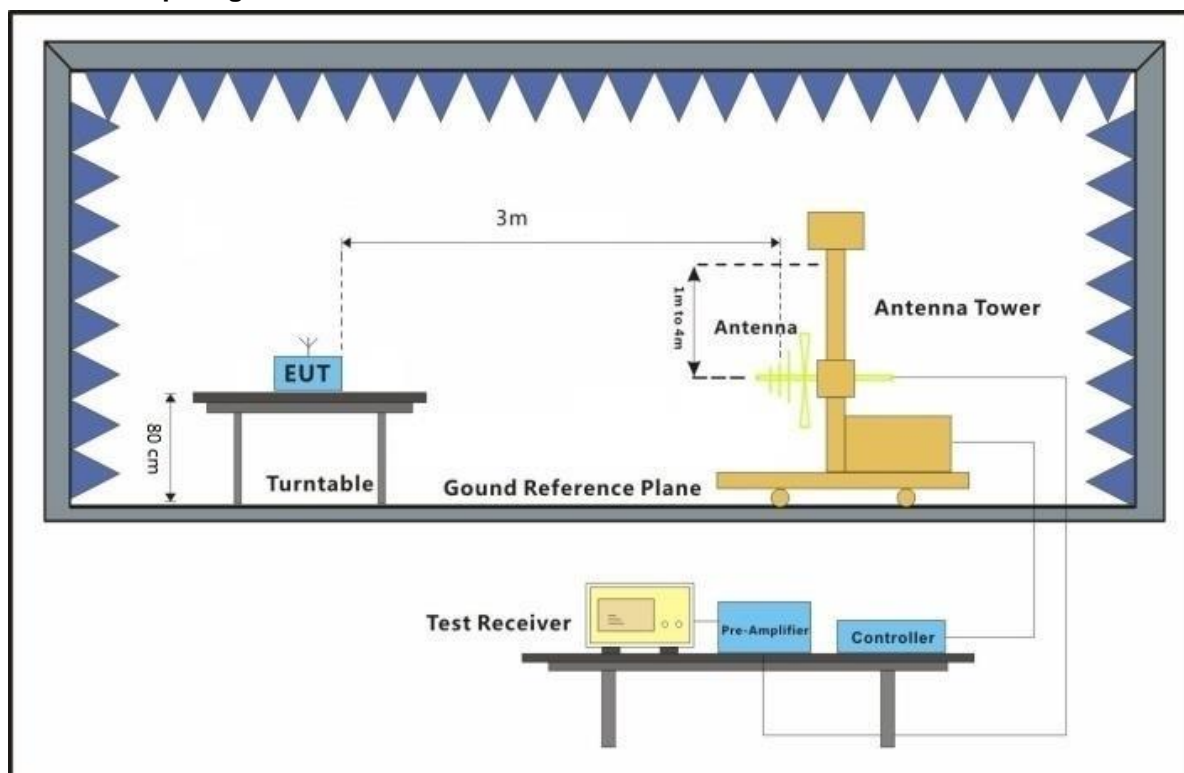 3m
1m to 4m
Antenna
Antenna Tower
EUT
80 cm
Turntable
Gound Reference Plane
Test Receiver
Pre-Amplifier
Controller